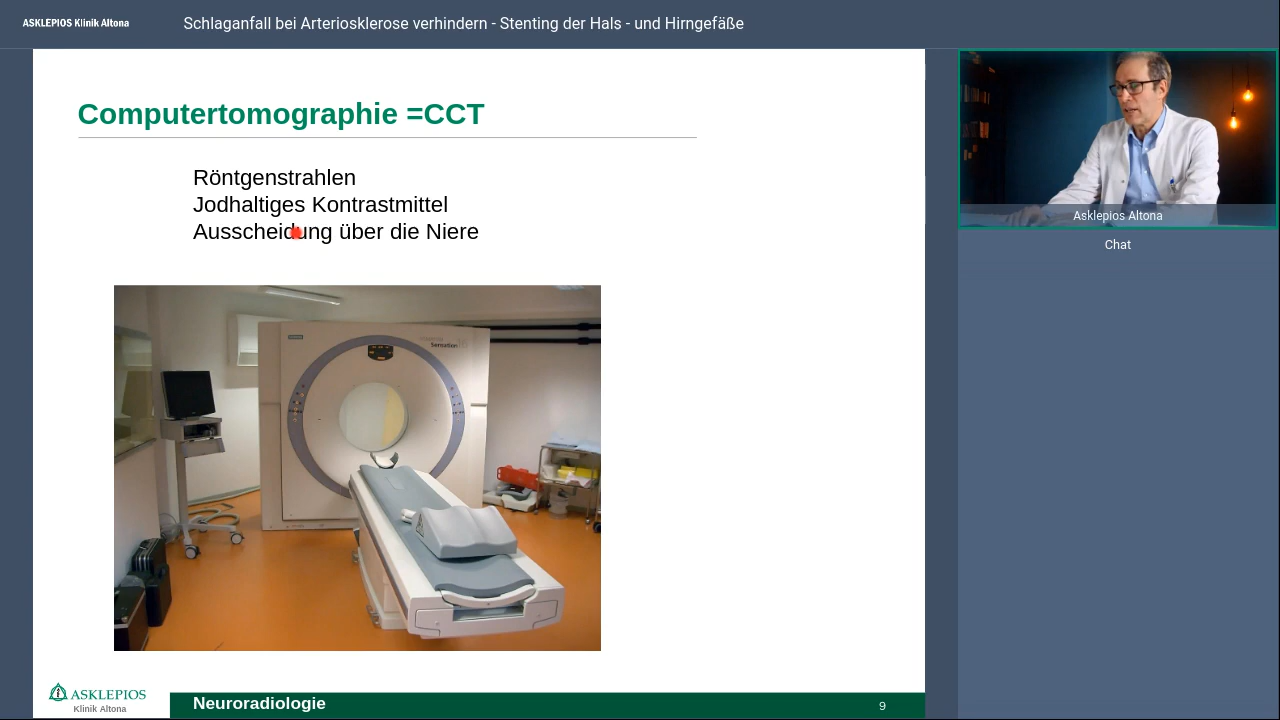 ASKLEPIOS Klinik Altona
Schlaganfall bei Arteriosklerose verhindern - Stenting der Hals - und Hirngefäße
Computertomographie =CCT
Röntgenstrahlen
Jodhaltiges Kontrastmittel
Ausscheidung über die Niere
Sensation
Asklepios Altona
Chat
ASKLEPIOS
Klinik Altona
Neuroradiologie
9